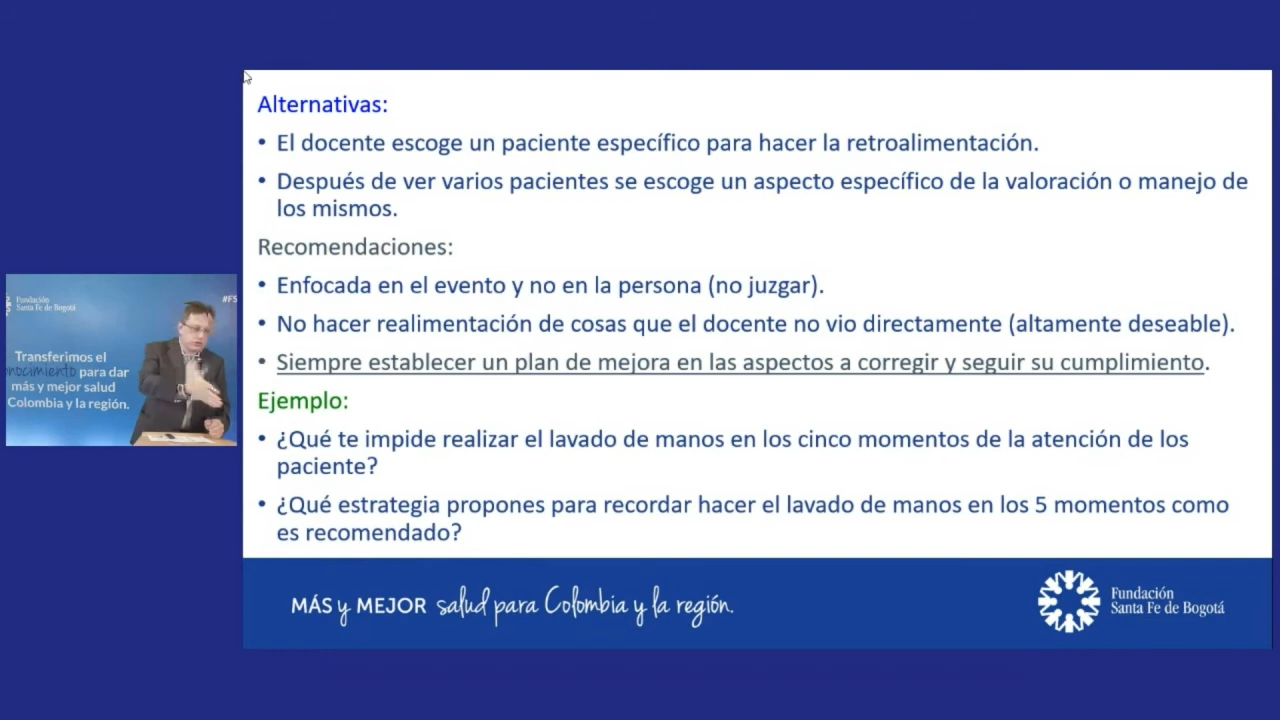 Alternativas:
• El docente escoge un paciente específico para hacer la retroalimentación.
• Después de ver varios pacientes se escoge un aspecto específico de la valoración o manejo de
los mismos.
Recomendaciones:
• Enfocada en el evento y no en la persona (no juzgar).
• No hacer realimentación de cosas que el docente no vio directamente (altamente deseable).
• Siempre establecer un plan de mejora en las aspectos a corregir y seguir su cumplimiento.
Ejemplo:
• ¿Qué te impide realizar el lavado de manos en los cinco momentos de la atención de los
paciente?
• ¿Qué estrategia propones para recordar hacer el lavado de manos en los 5 momentos como
es recomendado?
MÁS y MEJOR salud para Colombia y la región.
Fundación
Santa Fe de Bogotá
Fundación
Santa Fe de Bogotá
#FS
Transferimos el
onocimiento para dar
más y mejor salud
Colombia y la región.